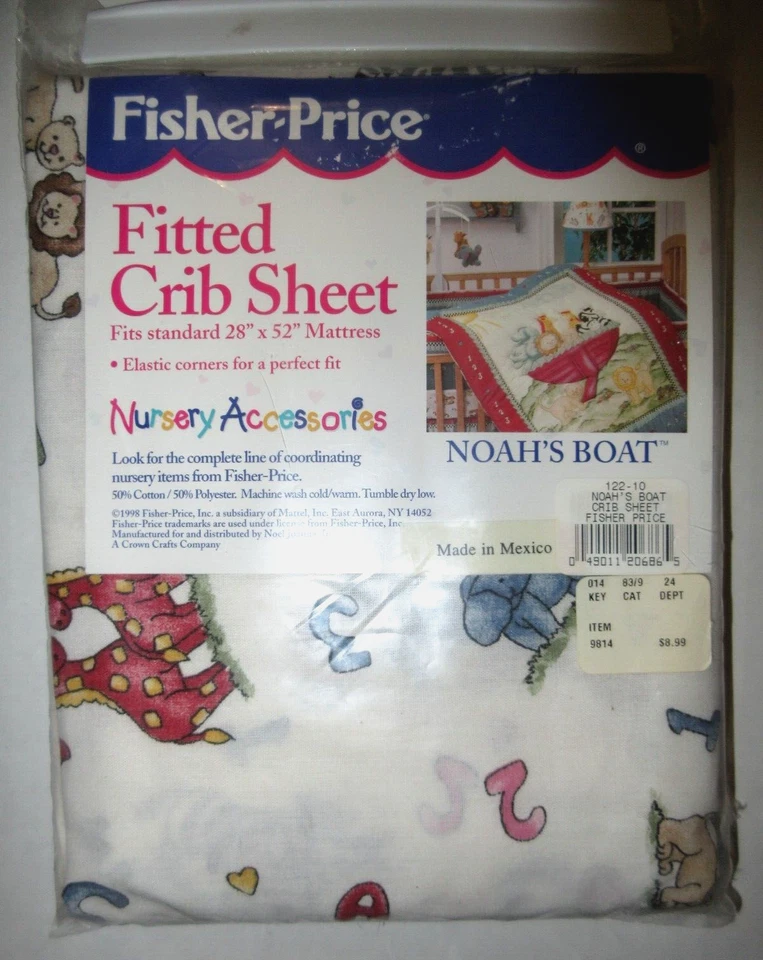 Fisher-Price®
®
Fitted
Crib Sheet
Fits standard 28" x 52" Mattress
• Elastic corners for a perfect fit
Nursery Accessories
Look for the complete line of coordinating
nursery items from Fisher-Price.
50% Cotton / 50% Polyester. Machine wash cold/warm. Tumble dry low.
©1998 Fisher-Price, Inc. a subsidiary of Mattel, Inc. East Aurora, NY 14052
Fisher-Price trademarks are used under license from Fisher-Price, Inc.
Manufactured for and distributed by
A Crown Crafts Company
NOAH'S BOAT™
Made in Mexico
122-10
NOAH'S BOAT
CRIB SHEET
FISHER PRICE
0 49011 20686 5
014 83/9 24
KEY CAT DEPT
ITEM
9814 $8.99